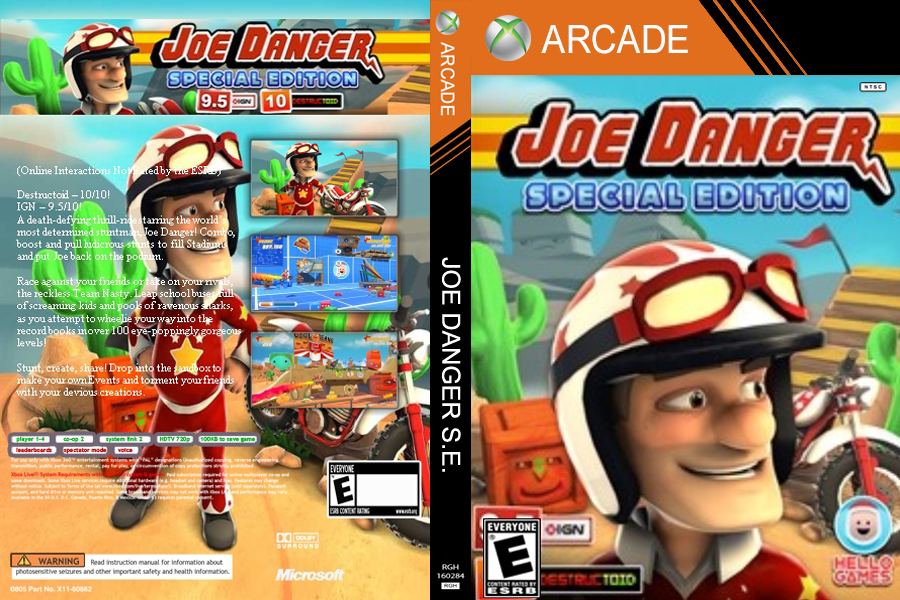 JOE DANGER
SPECIAL EDITION
9.5 IGN 10 DESTRUCTOID
(Online Interactions Not Rated by the ESRB)
Destructoid – 10/10!
IGN – 9.5/10!
A death-defying thrill-ride starring the world's
most determined stuntman, Joe Danger! Combo,
boost and pull ludicrous stunts to fill Stadiums
and put Joe back on the podium.
Race against your friends or take on your rivals,
the reckless Team Nasty. Leap school buses full
of screaming kids and pools of ravenous sharks,
as you attempt to wheelie your way into the
record books in over 100 eye-poppingly gorgeous
levels!
Stunt, create, share! Drop into the sandbox to
make your own Events and torment your friends
with your devious creations.
player 1-4 co-op 2 system link 2 HDTV 720p 100KB to save game
leaderboards spectator mode voice
EVERYONE
E
ESRB CONTENT RATING www.esrb.org
DOLBY
SURROUND
WARNING Read instruction manual for information about
photosensitive seizures and other important safety and health information.
Microsoft
0805 Part No. X11-60862
ARCADE
JOE DANGER S.E.
RGH
160284
RGH
ARCADE
NTSC
JOE DANGER
SPECIAL EDITION
IGN
DESTRUCTOID
EVERYONE
E
CONTENT RATED BY
ESRB
HELLO
GAMES